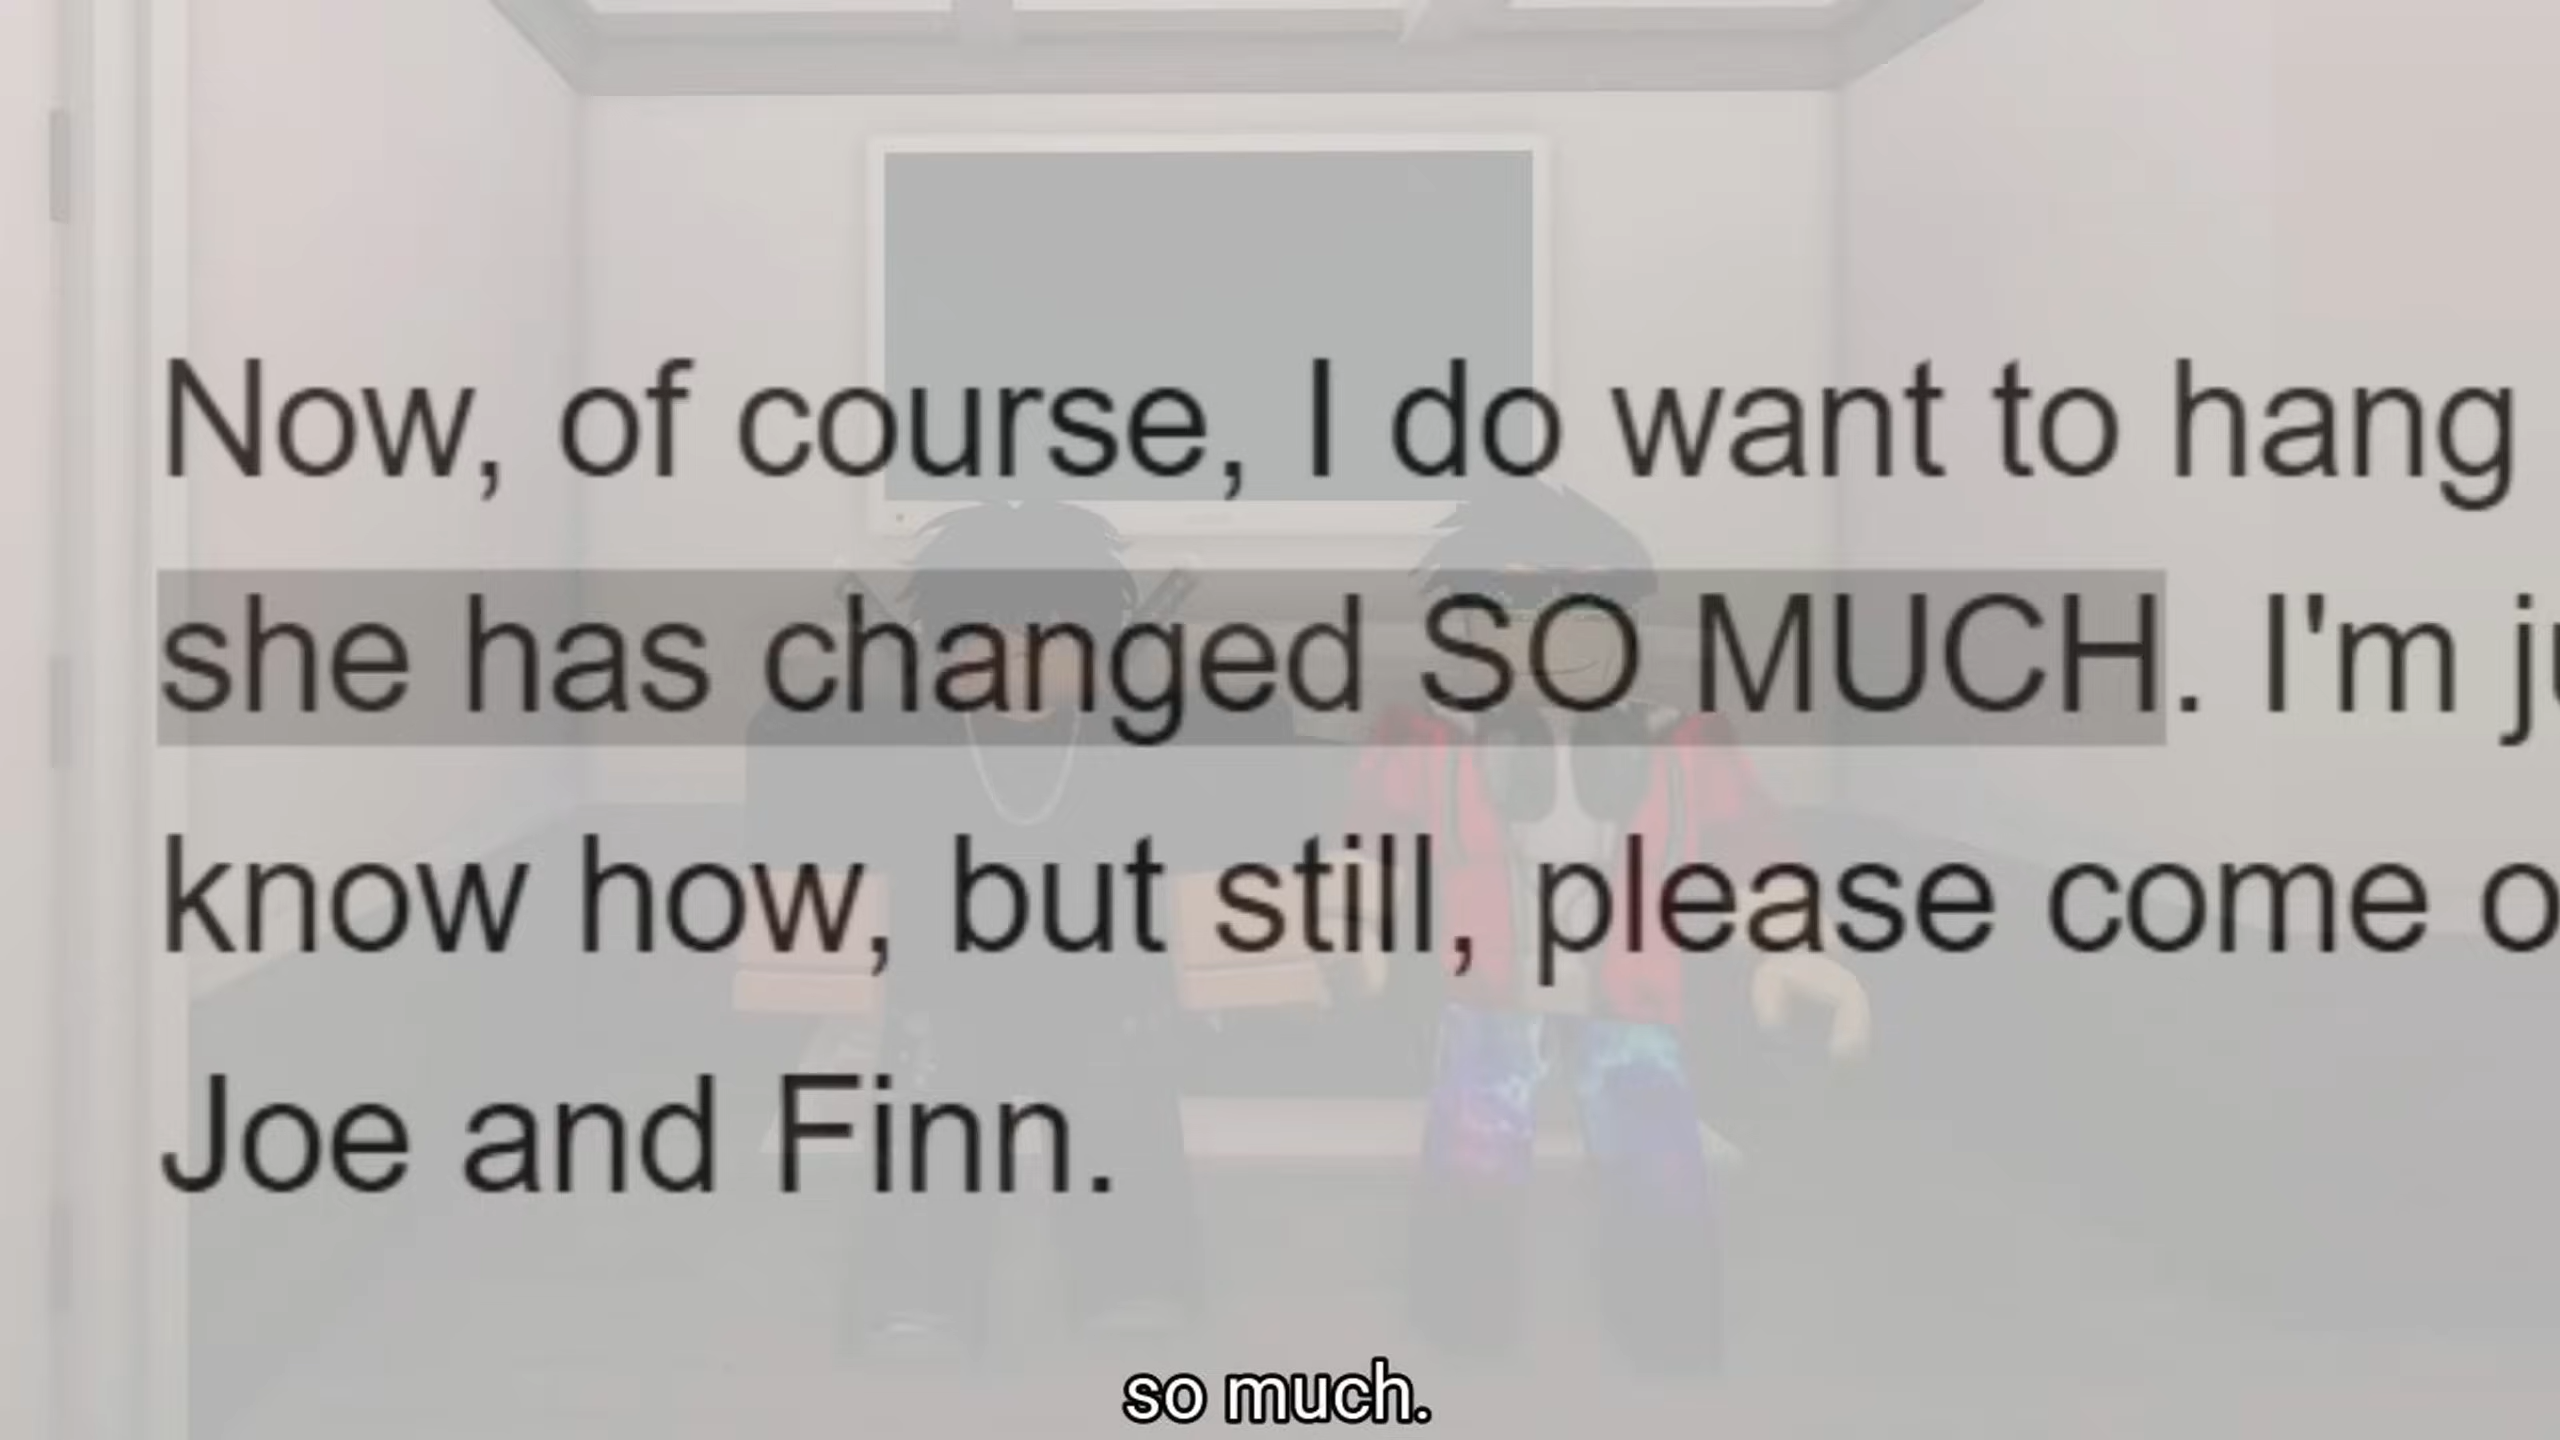 Now, of course, I do want to hang
she has changed SO MUCH. I'm
know how, but still, please come
Joe and Finn.
so much.